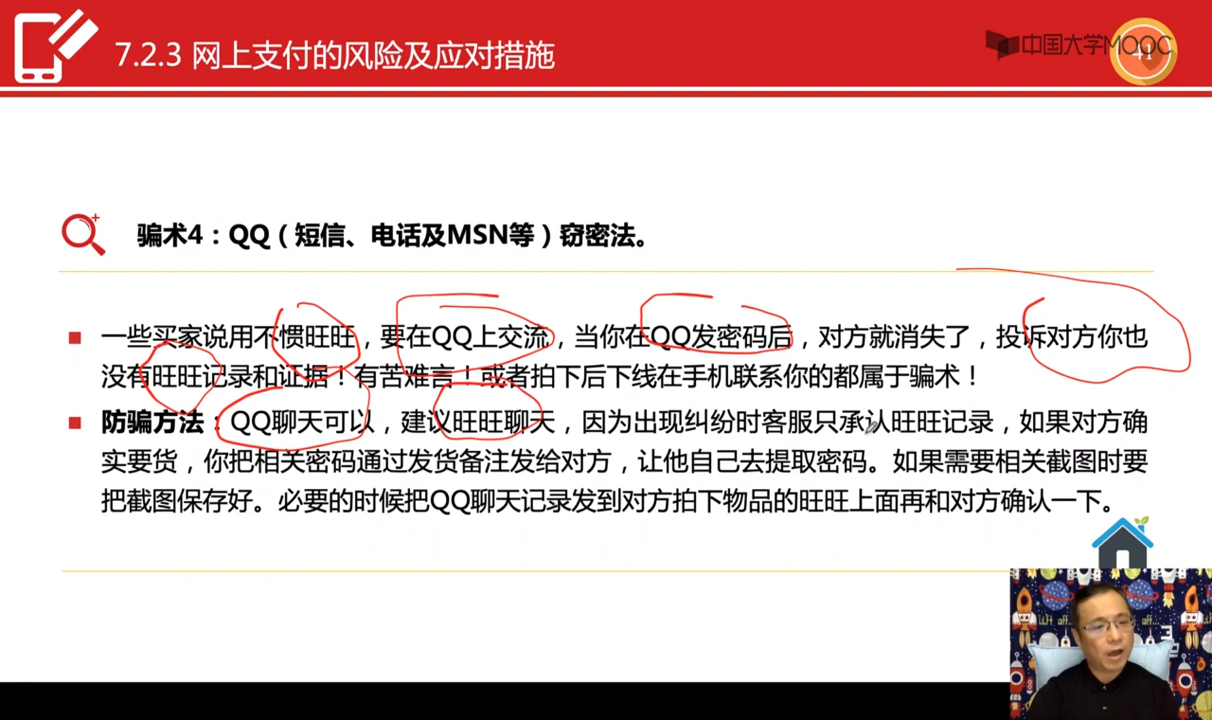 7.2.3 网上支付的风险及应对措施
中国大学MOOC
41
骗术4：QQ（短信、电话及MSN等）窃密法。
一些买家说用不惯旺旺，要在QQ上交流，当你在QQ发密码后，对方就消失了，投诉对方你也
没有旺旺记录和证据！有苦难言！或者拍下后下线在手机联系你的都属于骗术！
防骗方法：QQ聊天可以，建议旺旺聊天，因为出现纠纷时客服只承认旺旺记录，如果对方确
实要货，你把相关密码通过发货备注发给对方，让他自己去提取密码。如果需要相关截图时要
把截图保存好。必要的时候把QQ聊天记录发到对方拍下物品的旺旺上面再和对方确认一下。